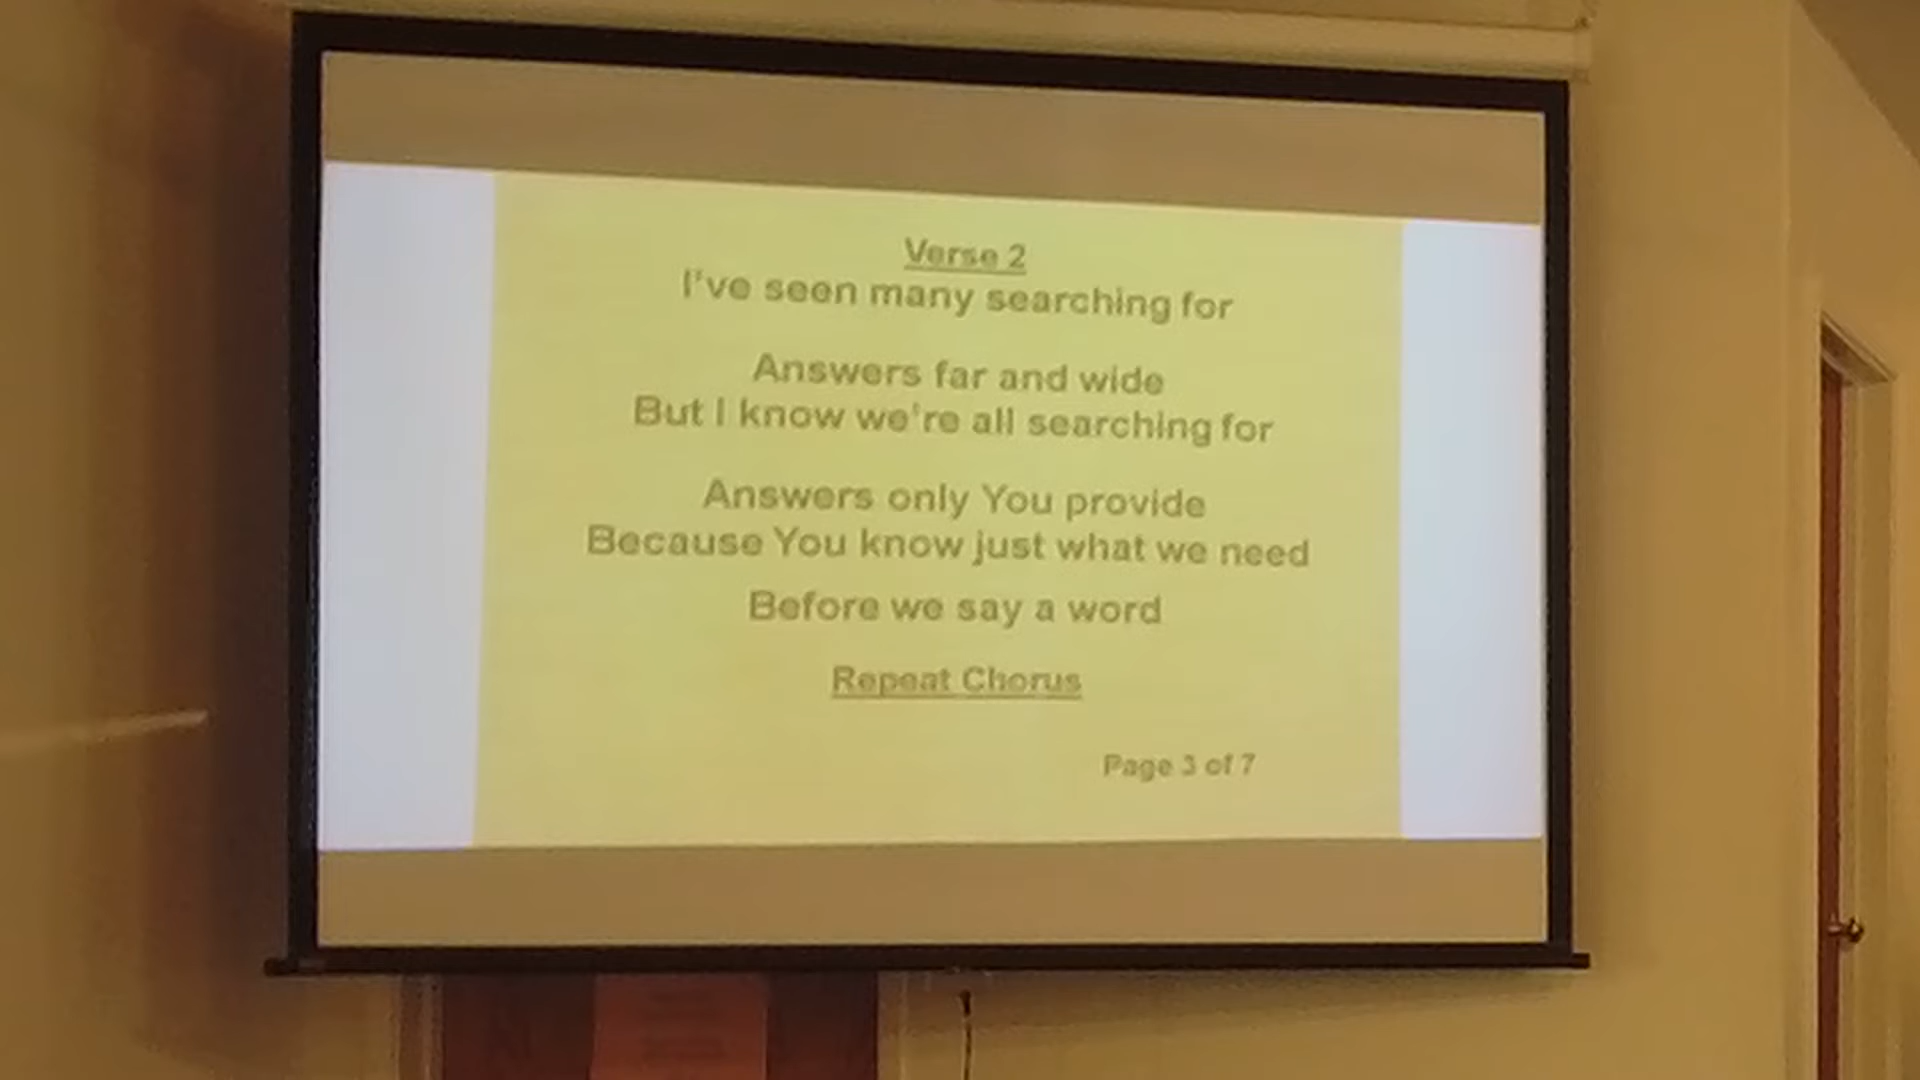 Verse 2
I've seen many searching for
Answers far and wide
But I know we're all searching for
Answers only You provide
Because You know just what we need
Before we say a word
Repeat Chorus
Page 3 of 7